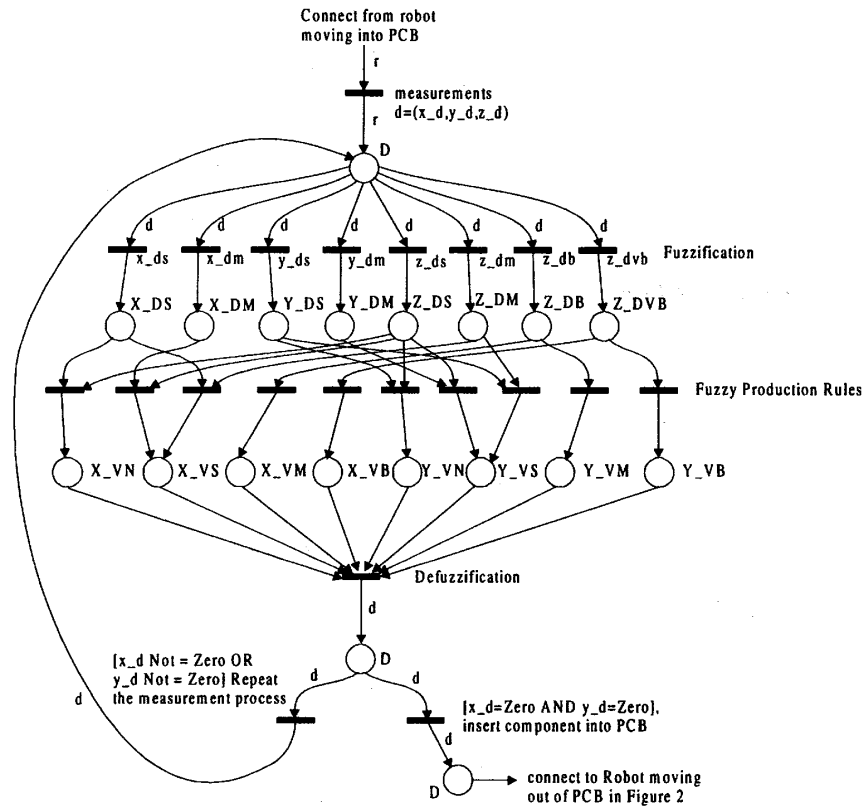 Connect from robot
moving into PCB
r
measurements
d=(x_d,y_d,z_d)
r
D
d d d d d d d d
x_ds x_dm y_ds y_dm z_ds z_dm z_db z_dvb
Fuzzification
X_DS X_DM Y_DS Y_DM Z_DS Z_DM Z_DB Z_DVB
Fuzzy Production Rules
X_VN X_VS X_VM X_VB Y_VN Y_VS Y_VM Y_VB
Defuzzification
d
D
[x_d Not = Zero OR
y_d Not = Zero] Repeat
the measurement process
d
d
d
[x_d=Zero AND y_d=Zero],
insert component into PCB
d
D
connect to Robot moving
out of PCB in Figure 2